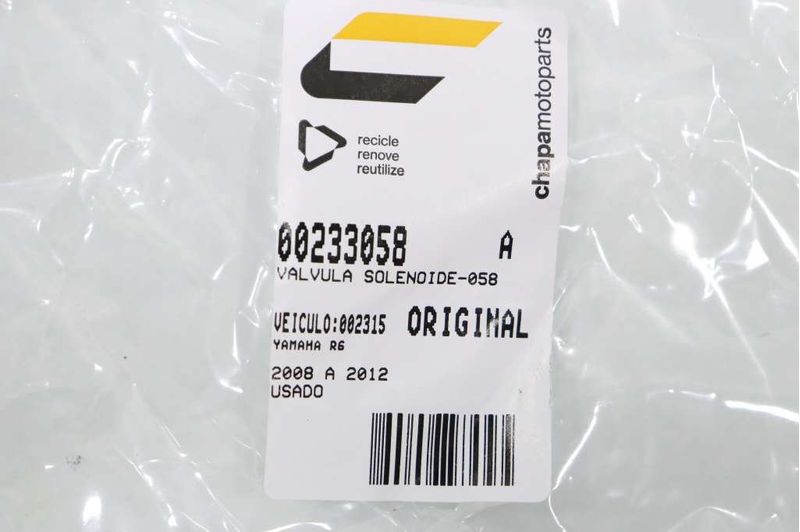 chapamotoparts
recicle
renove
reutilize
00233058 A
VALVULA SOLENOIDE-058
VEICULO:002315 ORIGINAL
YAMAHA R6
2008 A 2012
USADO